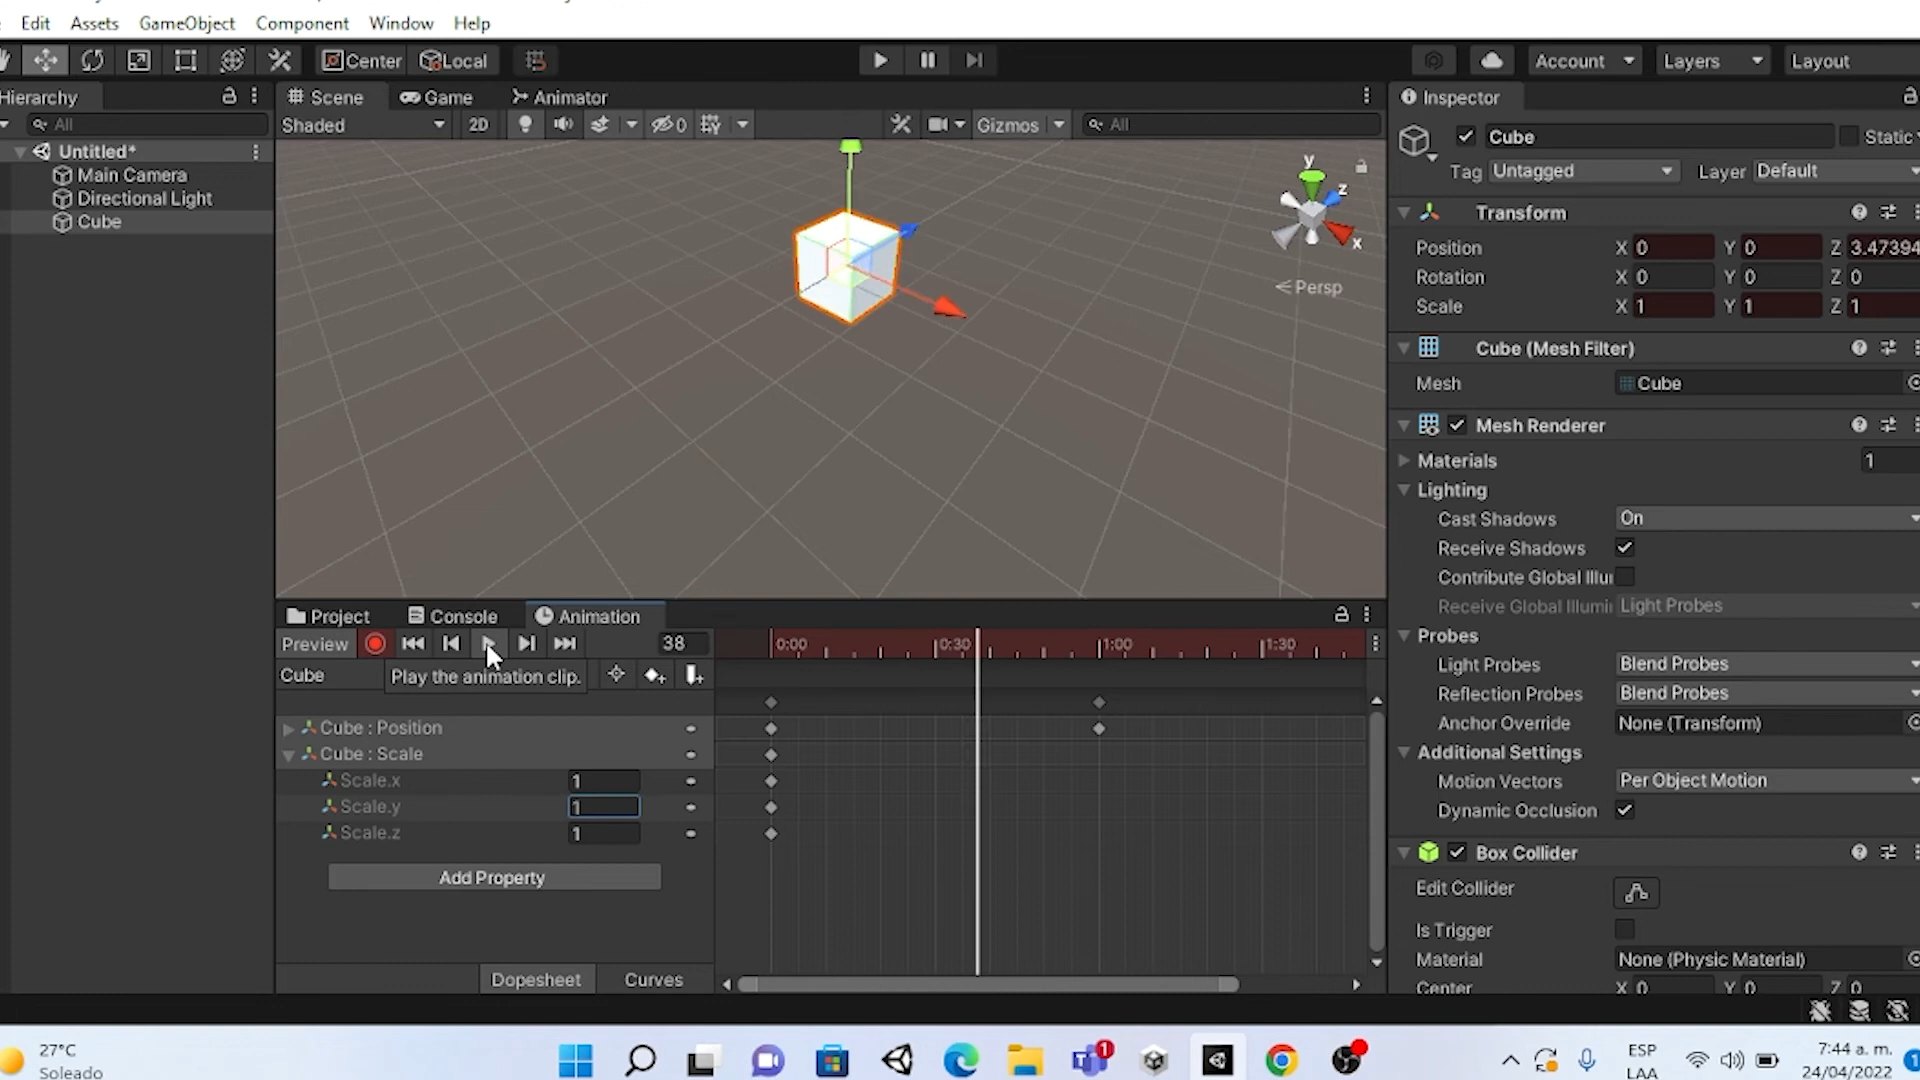 Edit Assets GameObject Component Window Help
Center Local Account Layers Layout
Hierarchy Scene Game Animator Inspector
All Shaded 2D 0 Gizmos All Cube Static
Untitled* y Tag Untagged Layer Default
Main Camera z
Directional Light Transform
Cube x Position X 0 Y 0 Z 3.47394
Persp Rotation X 0 Y 0 Z 0
Scale X 1 Y 1 Z 1
Cube (Mesh Filter)
Mesh Cube
Mesh Renderer
Materials 1
Lighting
Cast Shadows On
Receive Shadows
Contribute Global Illu
Receive Global Illumin Light Probes
Project Console Animation
Preview 38 0:00 0:30 1:00 1:30 Probes
Cube Play the animation clip. Light Probes Blend Probes
Reflection Probes Blend Probes
Cube : Position Anchor Override None (Transform)
Cube : Scale Additional Settings
Scale.x 1 Motion Vectors Per Object Motion
Scale.y 1 Dynamic Occlusion
Scale.z 1
Add Property Box Collider
Edit Collider
Is Trigger
Material None (Physic Material)
Dopesheet Curves Center X 0 Y 0 Z 0
27°C 1 ESP 7:44 a. m.
Soleado LAA 24/04/2022 1